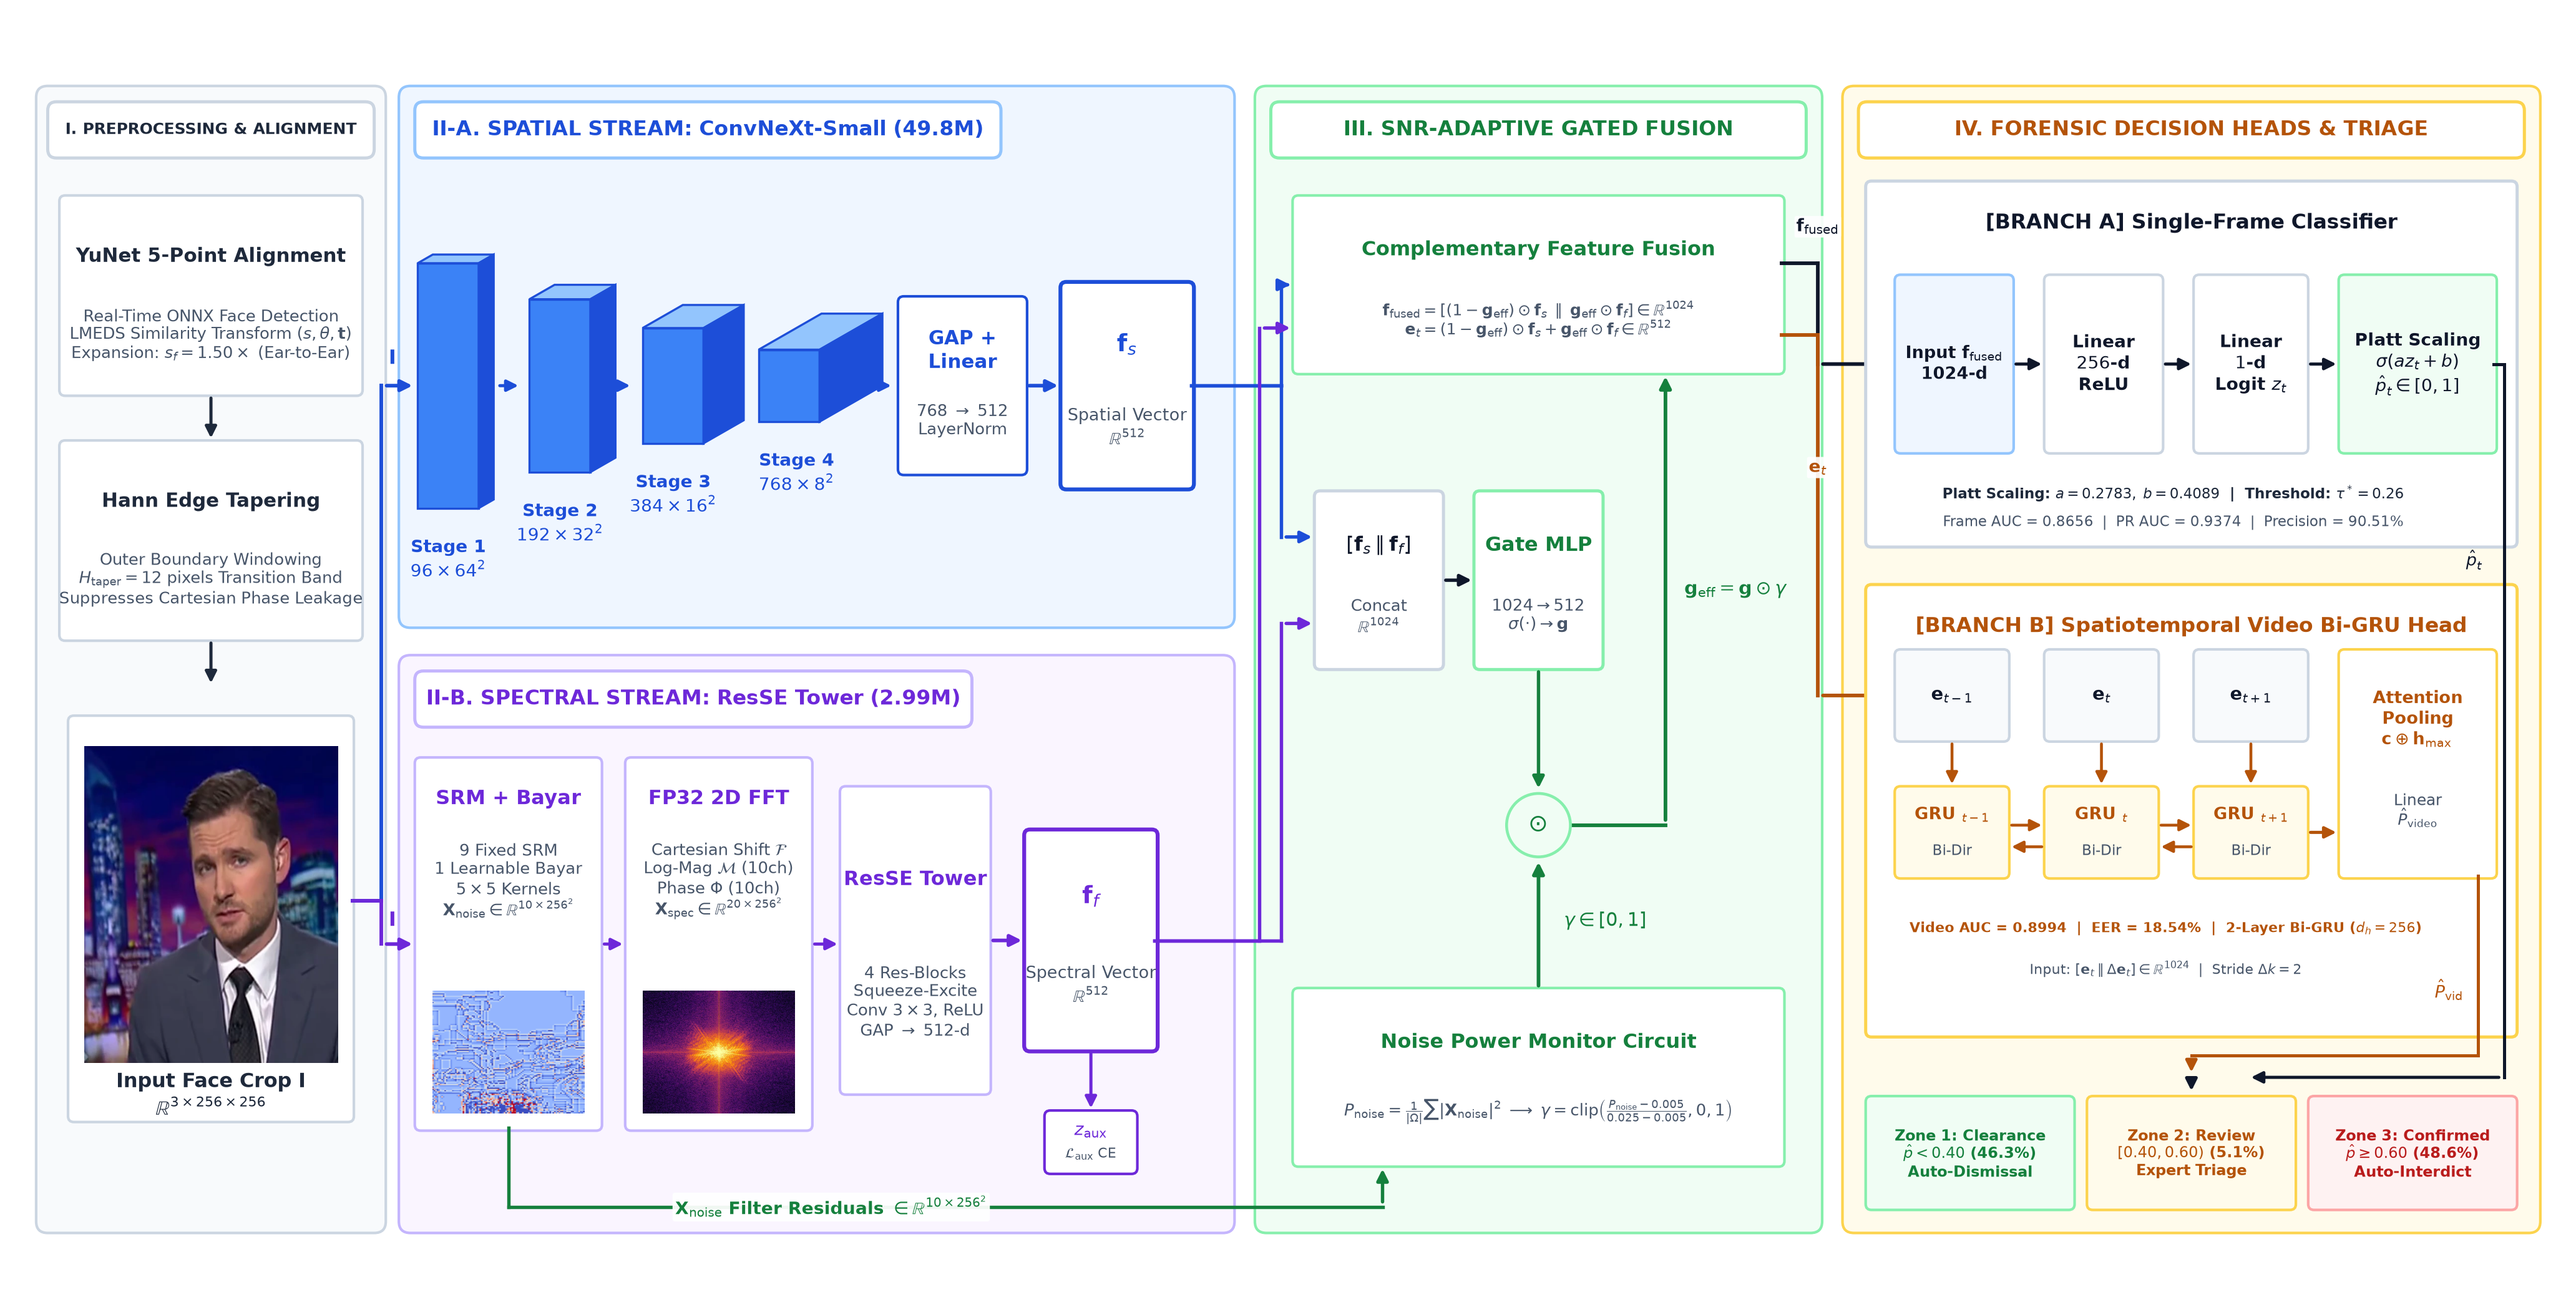 I. PREPROCESSING & ALIGNMENT
YuNet 5-Point Alignment
Real-Time ONNX Face Detection
LMEDS Similarity Transform (s, θ, t)
Expansion: s_f = 1.50 × (Ear-to-Ear)
Hann Edge Tapering
Outer Boundary Windowing
H_taper = 12 pixels Transition Band
Suppresses Cartesian Phase Leakage
Input Face Crop I
ℝ^{3×256×256}
II-A. SPATIAL STREAM: ConvNeXt-Small (49.8M)
I
Stage 1
96 × 64²
Stage 2
192 × 32²
Stage 3
384 × 16²
Stage 4
768 × 8²
GAP +
Linear
768 → 512
LayerNorm
f_s
Spatial Vector
ℝ^{512}
II-B. SPECTRAL STREAM: ResSE Tower (2.99M)
I
SRM + Bayar
9 Fixed SRM
1 Learnable Bayar
5 × 5 Kernels
X_noise ∈ ℝ^{10×256²}
FP32 2D FFT
Cartesian Shift ℱ
Log-Mag ℳ (10ch)
Phase Φ (10ch)
X_spec ∈ ℝ^{20×256²}
ResSE Tower
4 Res-Blocks
Squeeze-Excite
Conv 3 × 3, ReLU
GAP → 512-d
f_f
Spectral Vector
ℝ^{512}
z_aux
ℒ_aux CE
X_noise Filter Residuals ∈ ℝ^{10×256²}
III. SNR-ADAPTIVE GATED FUSION
Complementary Feature Fusion
f_fused = [(1 − g_eff) ⊙ f_s ∥ g_eff ⊙ f_f] ∈ ℝ^{1024}
e_t = (1 − g_eff) ⊙ f_s + g_eff ⊙ f_f ∈ ℝ^{512}
[f_s ∥ f_f]
Concat
ℝ^{1024}
Gate MLP
1024 → 512
σ(·) → g
g_eff = g ⊙ γ
⊙
γ ∈ [0, 1]
Noise Power Monitor Circuit
P_noise = \frac{1}{|Ω|} ∑ |X_noise|² ⟶ γ = clip(\frac{P_noise − 0.005}{0.025 − 0.005}, 0, 1)
f_fused
e_t
IV. FORENSIC DECISION HEADS & TRIAGE
[BRANCH A] Single-Frame Classifier
Input f_fused
1024-d
Linear
256-d
ReLU
Linear
1-d
Logit z_t
Platt Scaling
σ(az_t + b)
p̂_t ∈ [0, 1]
Platt Scaling: a = 0.2783, b = 0.4089 | Threshold: τ* = 0.26
Frame AUC = 0.8656 | PR AUC = 0.9374 | Precision = 90.51%
p̂_t
[BRANCH B] Spatiotemporal Video Bi-GRU Head
e_{t−1}
e_t
e_{t+1}
GRU _{t−1}
Bi-Dir
GRU _t
Bi-Dir
GRU _{t+1}
Bi-Dir
Attention
Pooling
c ⊕ h_max
Linear
P̂_video
Video AUC = 0.8994 | EER = 18.54% | 2-Layer Bi-GRU (d_h = 256)
Input: [e_t ∥ Δe_t] ∈ ℝ^{1024} | Stride Δk = 2
P̂_vid
Zone 1: Clearance
p̂ < 0.40 (46.3%)
Auto-Dismissal
Zone 2: Review
[0.40, 0.60) (5.1%)
Expert Triage
Zone 3: Confirmed
p̂ ≥ 0.60 (48.6%)
Auto-Interdict